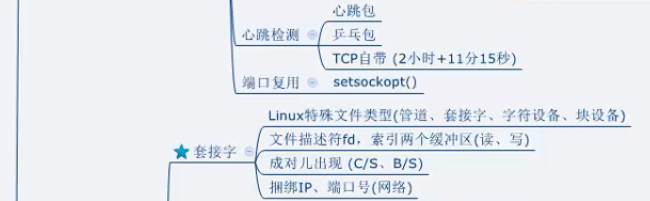 心跳包
心跳检测
乒乓包
TCP自带 (2小时+11分15秒)
端口复用
setsockopt()
Linux特殊文件类型(管道、套接字、字符设备、块设备)
文件描述符fd，索引两个缓冲区(读、写)
套接字
成对儿出现 (C/S、B/S)
捆绑IP、端口号(网络)